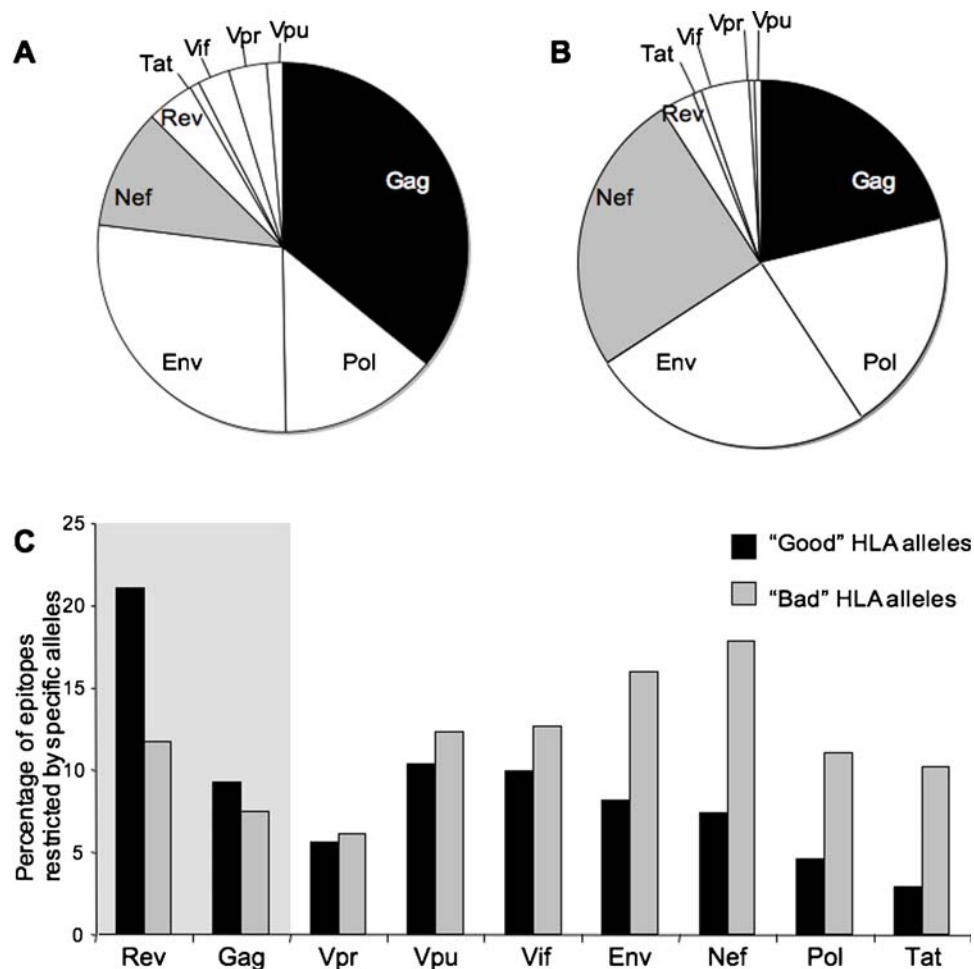 A
Tat
Vif
Vpr
Vpu
Rev
Nef
Gag
Env
Pol
B
Tat
Vif
Vpr
Vpu
Rev
Nef
Gag
Env
Pol
C
Percentage of epitopes
restricted by specific alleles
25
20
15
10
5
0
"Good" HLA alleles
"Bad" HLA alleles
Rev Gag Vpr Vpu Vif Env Nef Pol Tat